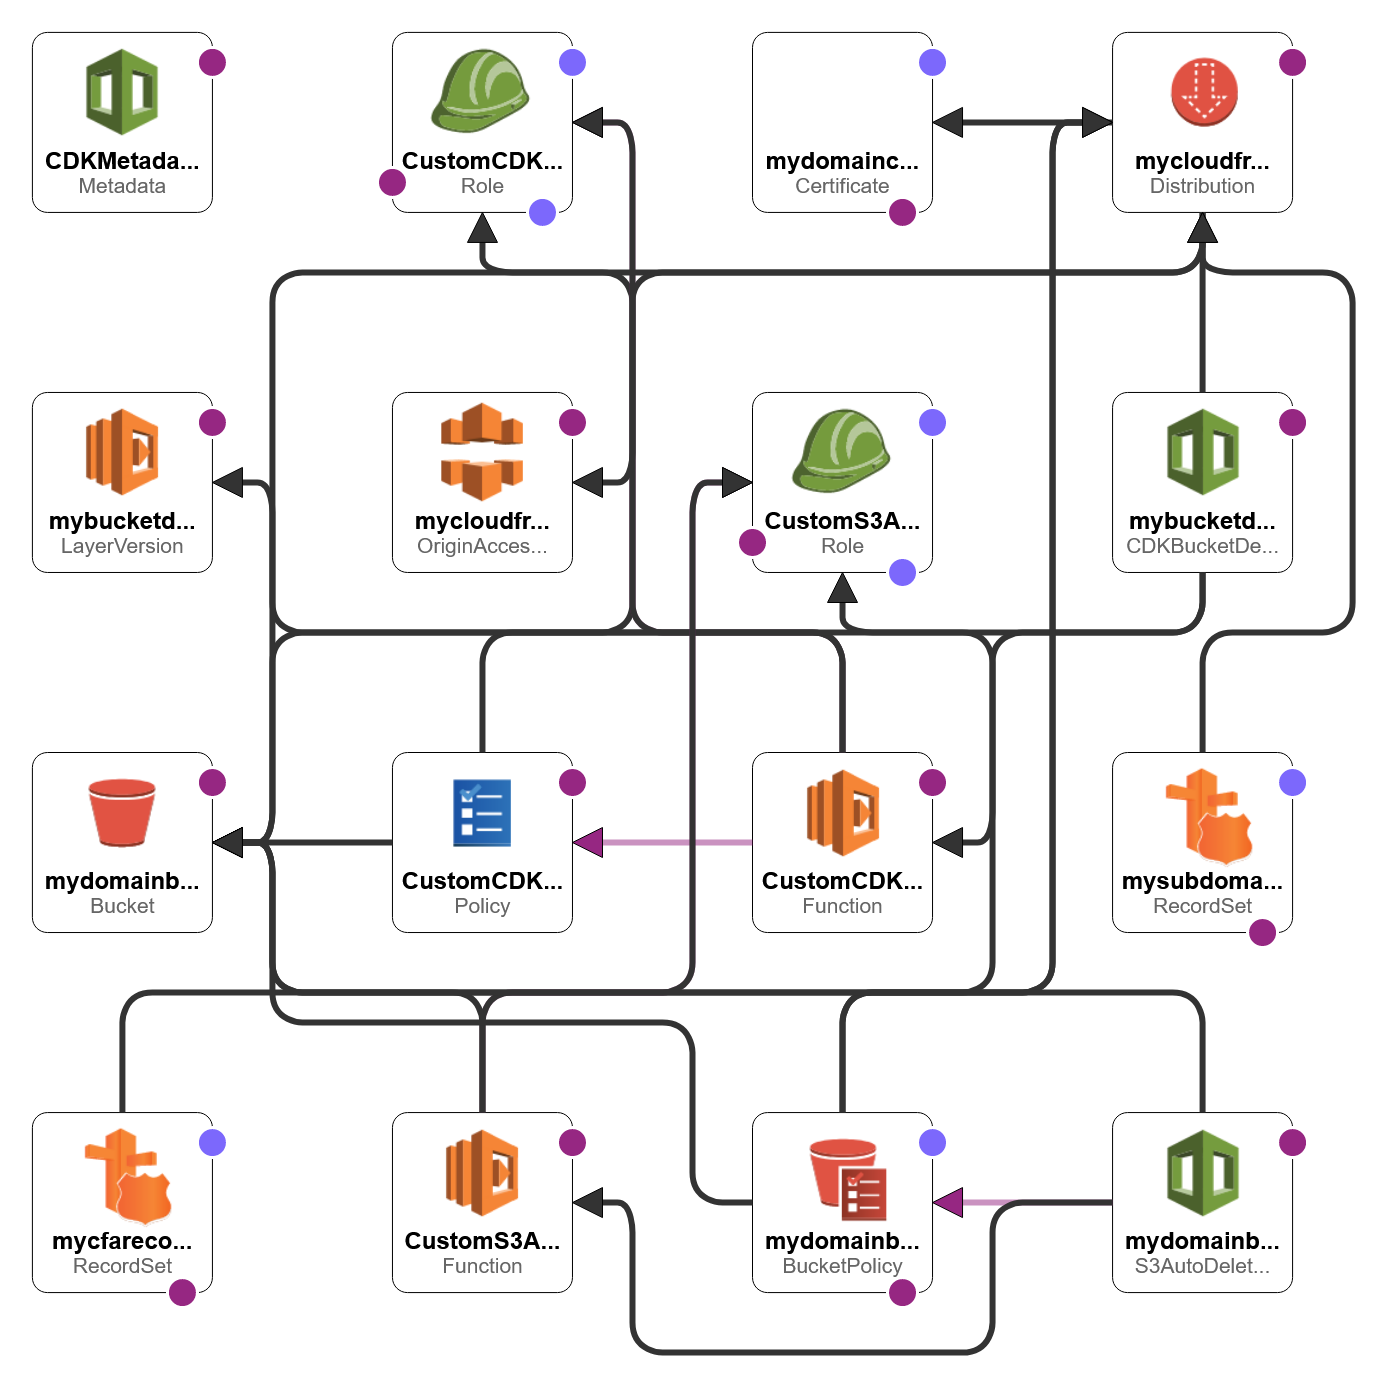 CDKMetada...
Metadata
CustomCDK...
Role
mydomainc...
Certificate
mycloudfr...
Distribution
mybucketd...
LayerVersion
mycloudfr...
OriginAcces...
CustomS3A...
Role
mybucketd...
CDKBucketDe...
mydomainb...
Bucket
CustomCDK...
Policy
CustomCDK...
Function
mysubdoma...
RecordSet
mycfareco...
RecordSet
CustomS3A...
Function
mydomainb...
BucketPolicy
mydomainb...
S3AutoDelet...